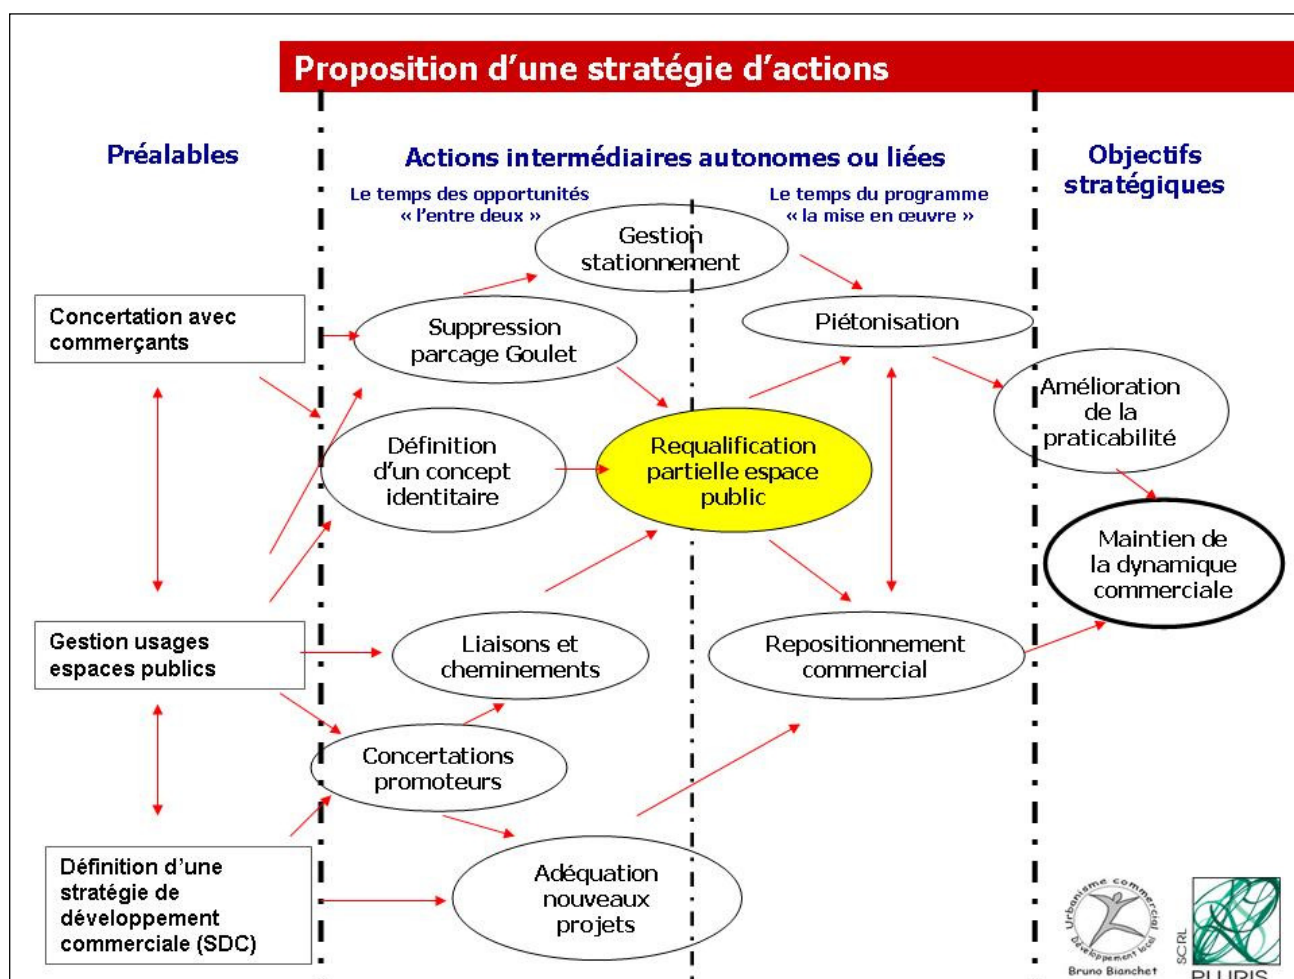 Proposition d'une stratégie d'actions
Préalables
Actions intermédiaires autonomes ou liées
Objectifs
stratégiques
Le temps des opportunités
« l'entre deux »
Le temps du programme
« la mise en œuvre »
Gestion
stationnement
Concertation avec
commerçants
Suppression
parcage Goulet
Piétonisation
Amélioration
de la
praticabilité
Définition
d'un concept
identitaire
Requalification
partielle espace
public
Maintien de
la dynamique
commerciale
Gestion usages
espaces publics
Liaisons et
cheminements
Repositionnement
commercial
Concertations
promoteurs
Définition d'une
stratégie de
développement
commerciale (SDC)
Adéquation
nouveaux
projets
Urbanisme commercial
Développement local
Bruno Bianchet
SCRL
PLURIS